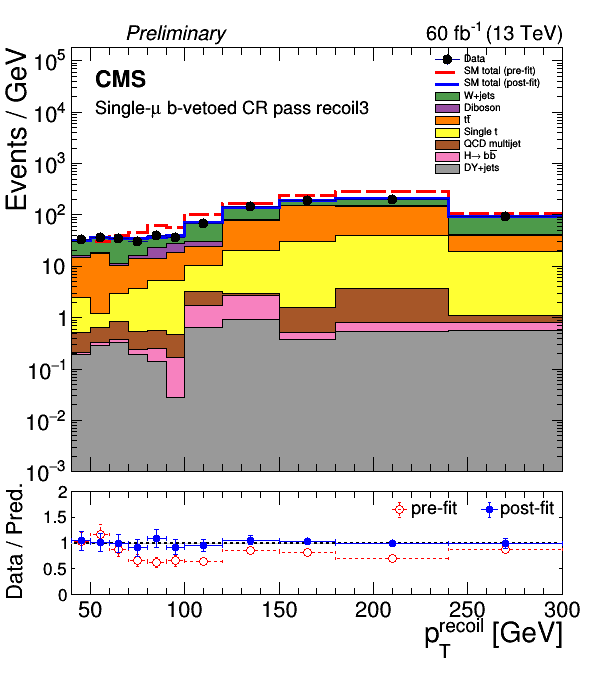 Preliminary 60 fb⁻¹ (13 TeV)
CMS
Single-μ b-vetoed CR pass recoil3
Data
SM total (pre-fit)
SM total (post-fit)
W+jets
Diboson
tt̅
Single t
QCD multijet
H→ bb̅
DY+jets
Events / GeV
10⁵
10⁴
10³
10²
10
1
10⁻¹
10⁻²
10⁻³
pre-fit post-fit
Data / Pred.
2
1.5
1
0.5
0
50 100 150 200 250 300
p_T^recoil [GeV]